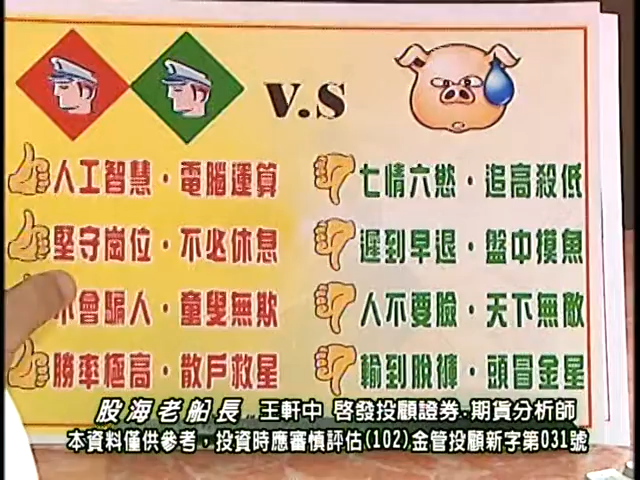 V.S
人工智慧・電腦運算 七情六慾・追高殺低
堅守崗位・不必休息 遲到早退・盤中摸魚
不會騙人・童叟無欺 人不要臉・天下無敵
勝率極高・散戶救星 輸到脫褲・頭冒金星
股海老船長 王軒中 啓發投顧證券.期貨分析師
本資料僅供參考，投資時應審慎評估(102)金管投顧新字第031號